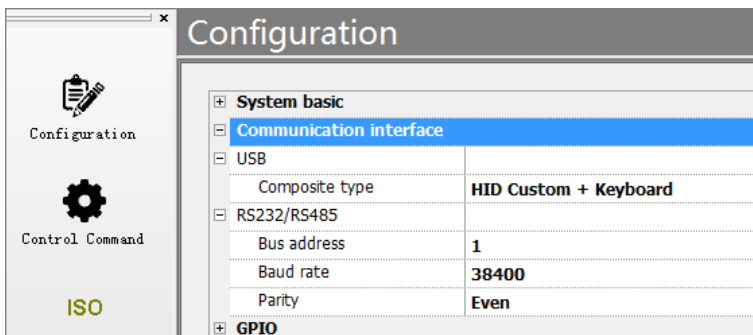 Configuration
Configuration
Control Command
ISO
System basic
Communication interface
USB
Composite type HID Custom + Keyboard
RS232/RS485
Bus address 1
Baud rate 38400
Parity Even
GPIO